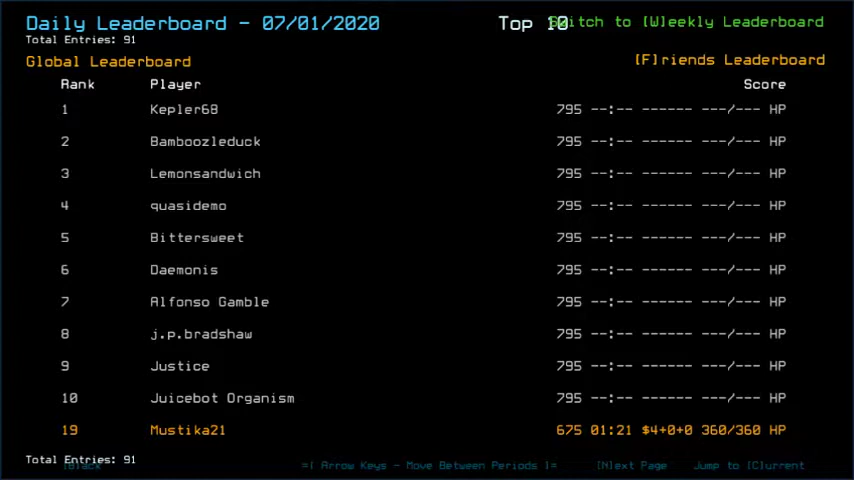 Daily Leaderboard - 07/01/2020 Top 10 Switch to [W]eekly Leaderboard
Total Entries: 91
Global Leaderboard [F]riends Leaderboard
Rank Player Score
1 Kepler68 795 --:-- ------ ---/--- HP
2 Bamboozleduck 795 --:-- ------ ---/--- HP
3 Lemonsandwich 795 --:-- ------ ---/--- HP
4 quasidemo 795 --:-- ------ ---/--- HP
5 Bittersweet 795 --:-- ------ ---/--- HP
6 Daemonis 795 --:-- ------ ---/--- HP
7 Alfonso Gamble 795 --:-- ------ ---/--- HP
8 j.p.bradshaw 795 --:-- ------ ---/--- HP
9 Justice 795 --:-- ------ ---/--- HP
10 Juicebot Organism 795 --:-- ------ ---/--- HP
19 Mustika21 675 01:21 $4+0+0 360/360 HP
Total Entries: 91
[B]ack =[ Arrow Keys - Move Between Periods ]= [N]ext Page Jump to [C]urrent